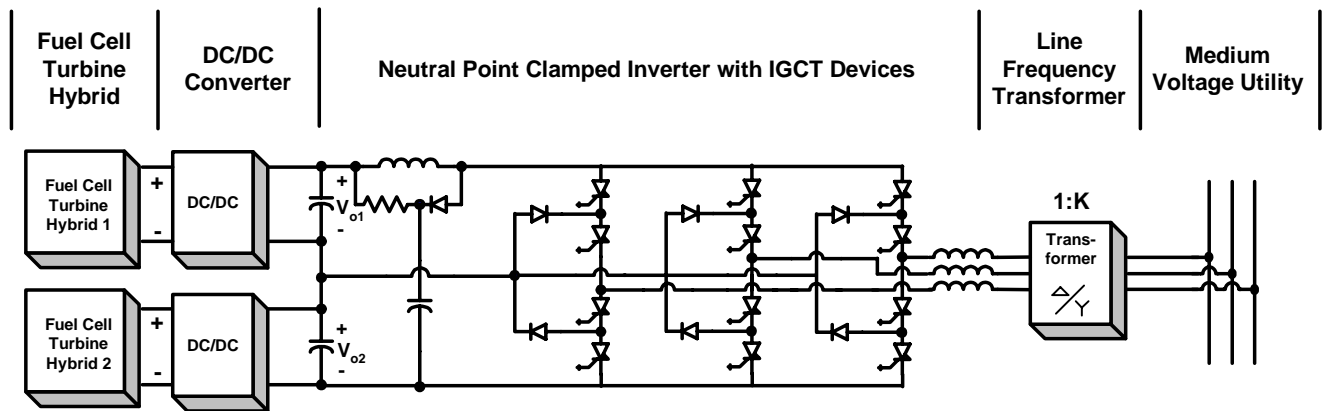 Fuel Cell
Turbine
Hybrid
DC/DC
Converter
Neutral Point Clamped Inverter with IGCT Devices
Line
Frequency
Transformer
Medium
Voltage Utility
Fuel Cell
Turbine
Hybrid 1
+
-
DC/DC
+
Vo1
-
1:K
Trans-
former
△/Y
Fuel Cell
Turbine
Hybrid 2
+
-
DC/DC
+
Vo2
-